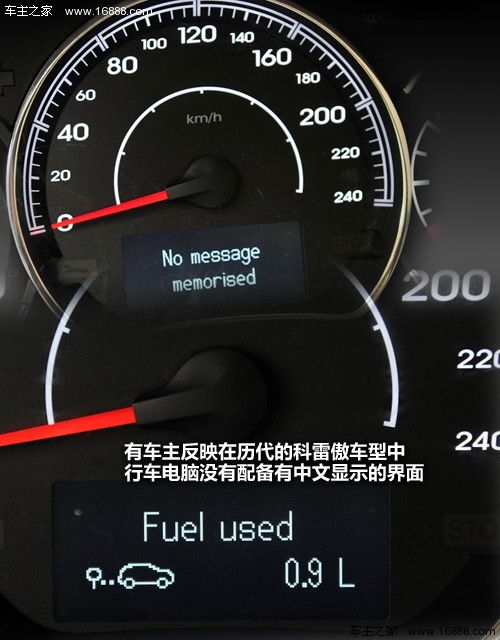 车主之家 http://www.16888.com
120
100
140
80
160
60
180
km/h
40
200
20
220
0
240
No message
memorised
200
220
240
有车主反映在历代的科雷傲车型中
行车电脑没有配备有中文显示的界面
Fuel used
0.9 L
车主之家 http://www.16888.com